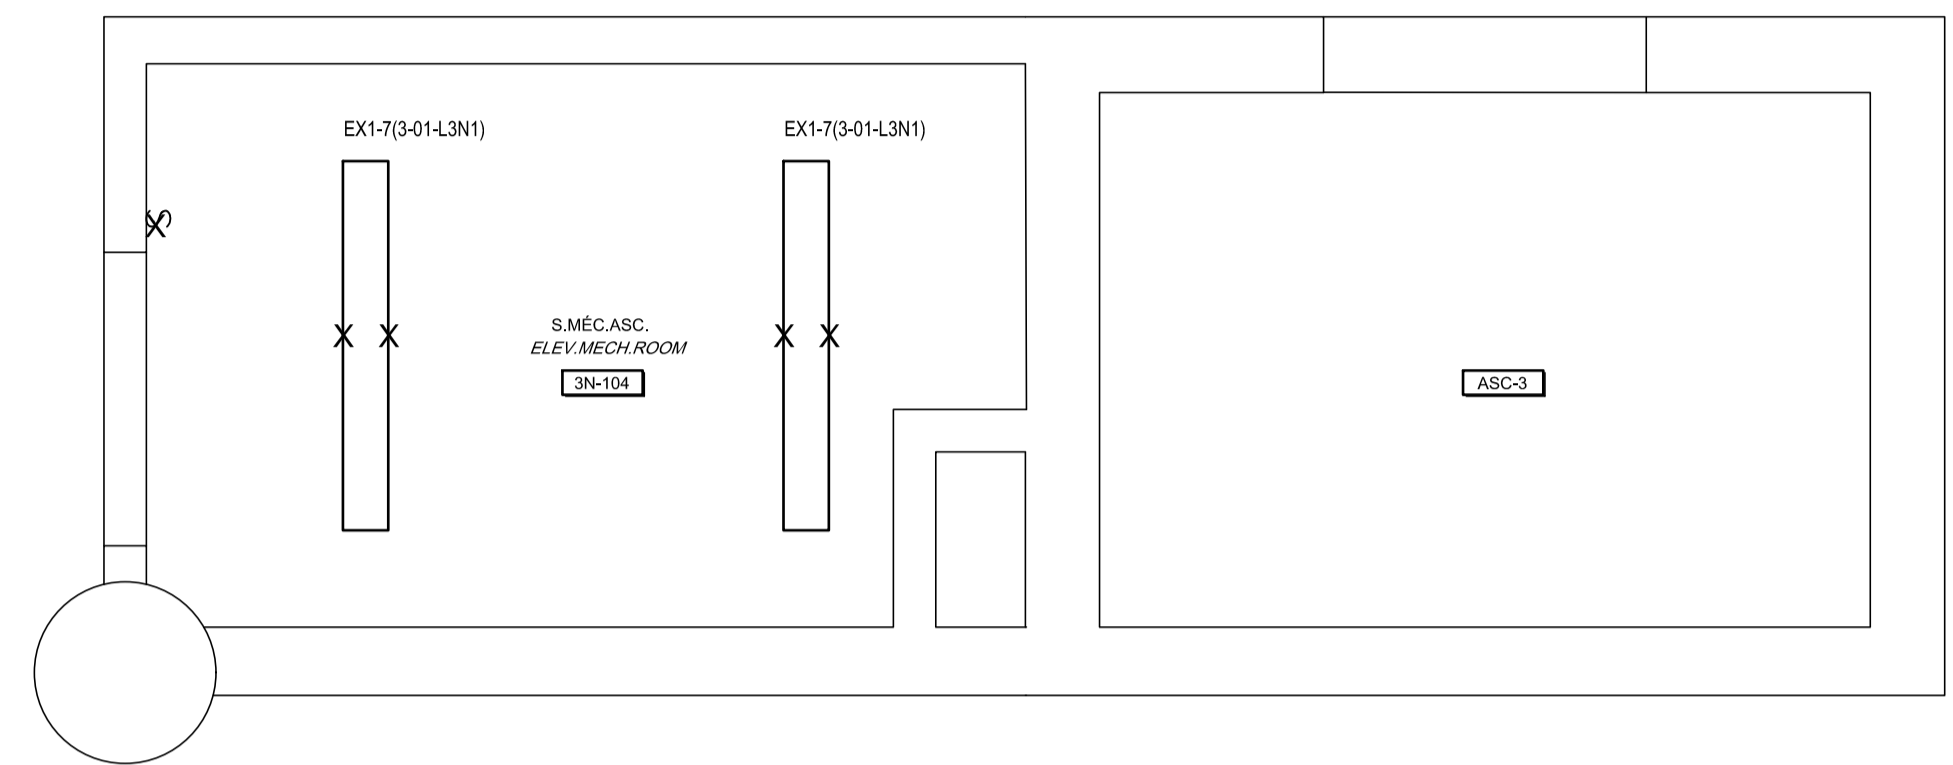 EX1-7(3-01-L3N1)
EX1-7(3-01-L3N1)
S
S.MÉC.ASC.
ELEV.MECH.ROOM
3N-104
ASC-3